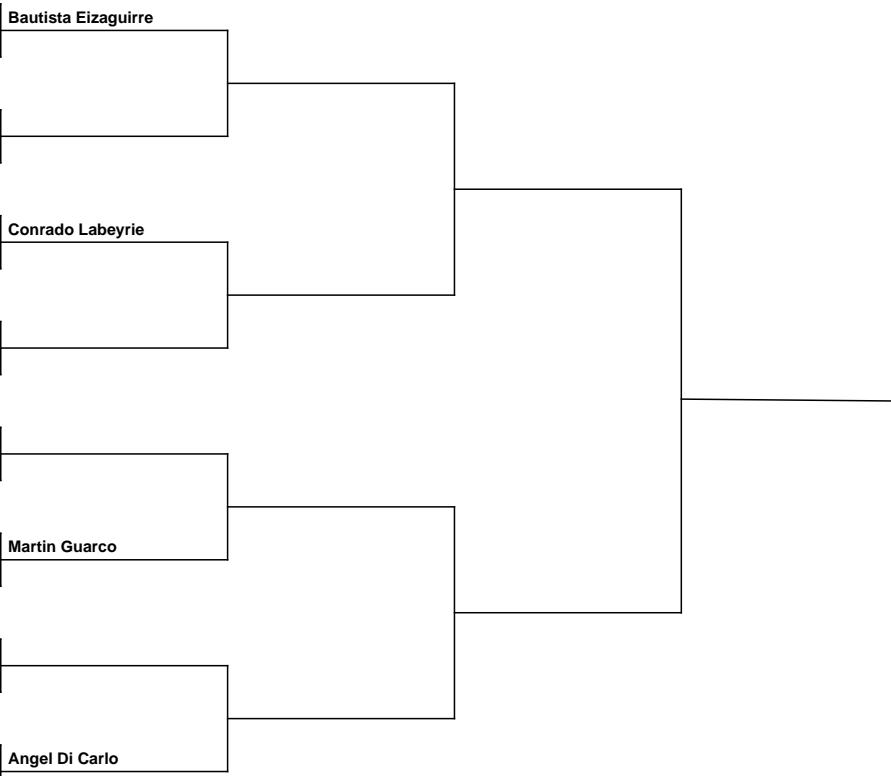 Bautista Eizaguirre
Conrado Labeyrie
Martin Guarco
Angel Di Carlo